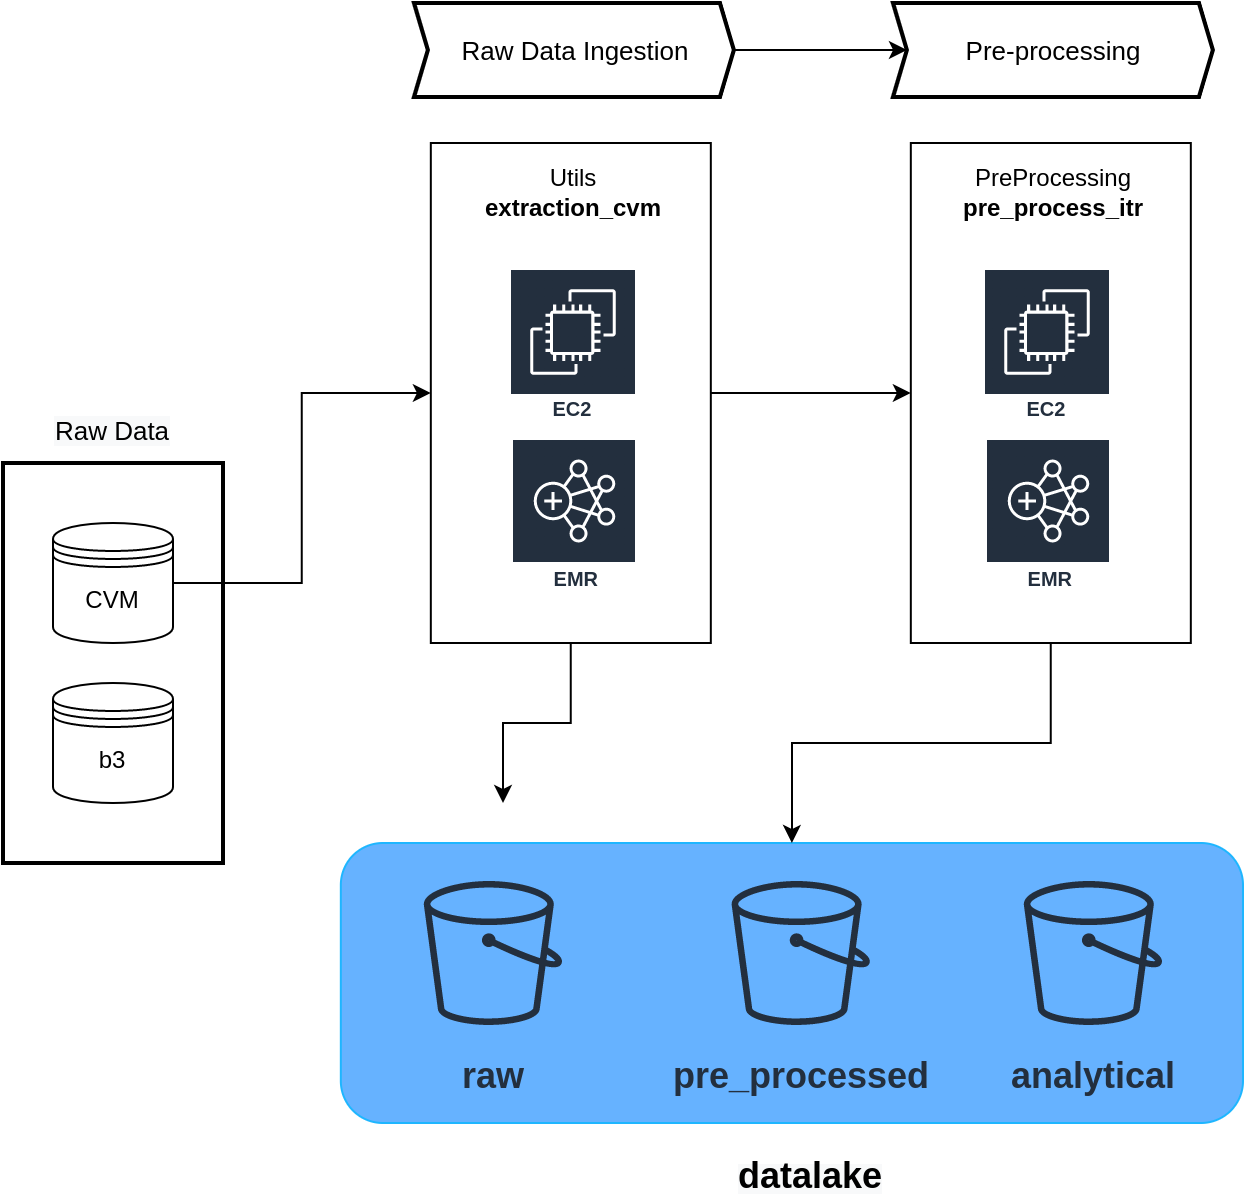 Raw Data Ingestion
Pre-processing
Utils
extraction_cvm
PreProcessing
pre_process_itr
EC2
EC2
Raw Data
EMR
EMR
CVM
b3
raw
pre_processed
analytical
datalake